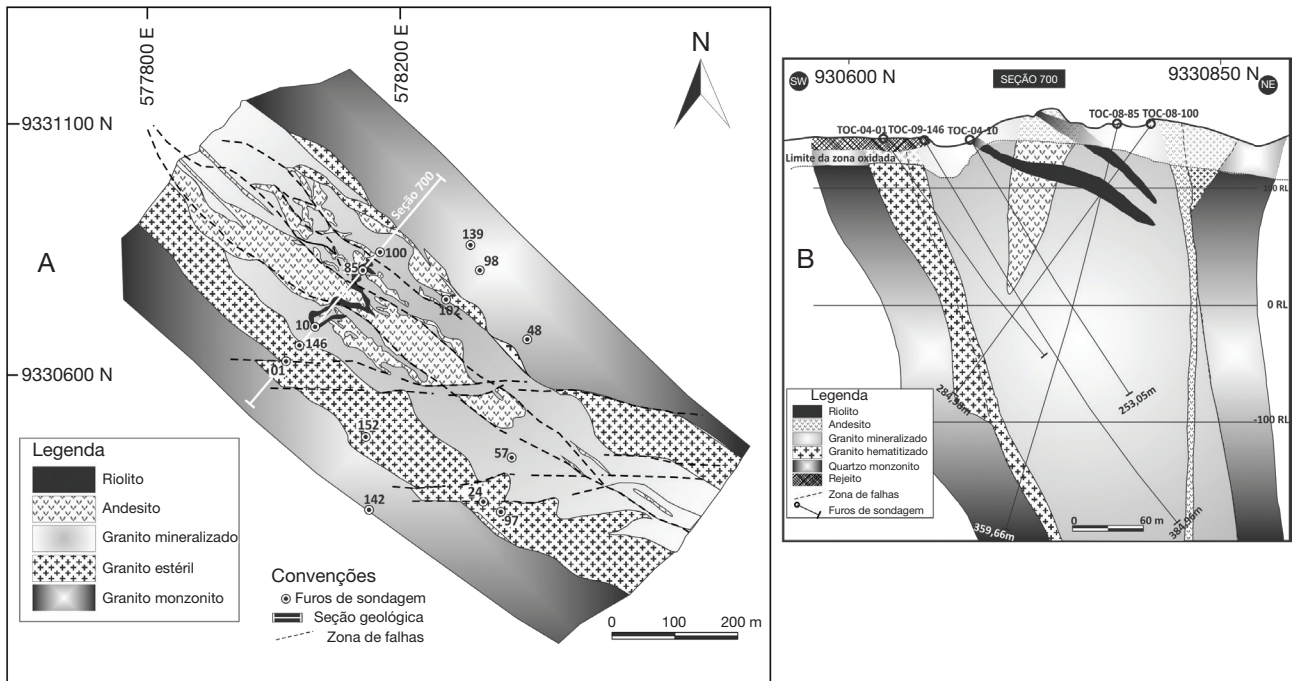 577800 E
578200 E
N
9331100 N
Seção 700
139
100
98
85
A
102
10
48
146
01
9330600 N
152
57
24
97
142
Legenda
Riolito
Andesito
Granito mineralizado
Granito estéril
Granito monzonito
Convenções
Furos de sondagem
Seção geológica
Zona de falhas
0 100 200 m
SW 930600 N SEÇÃO 700 9330850 N NE
TOC-08-85 TOC-08-100
TOC-04-01 TOC-09-146 TOC-04-10
Limite da zona oxidada
100 RL
B
0 RL
284,98m
253,05m
-100 RL
Legenda
Riolito
Andesito
Granito mineralizado
Granito hematitizado
Quartzo monzonito
Rejeito
Zona de falhas
Furos de sondagem
0 60 m
359,66m
384,96m